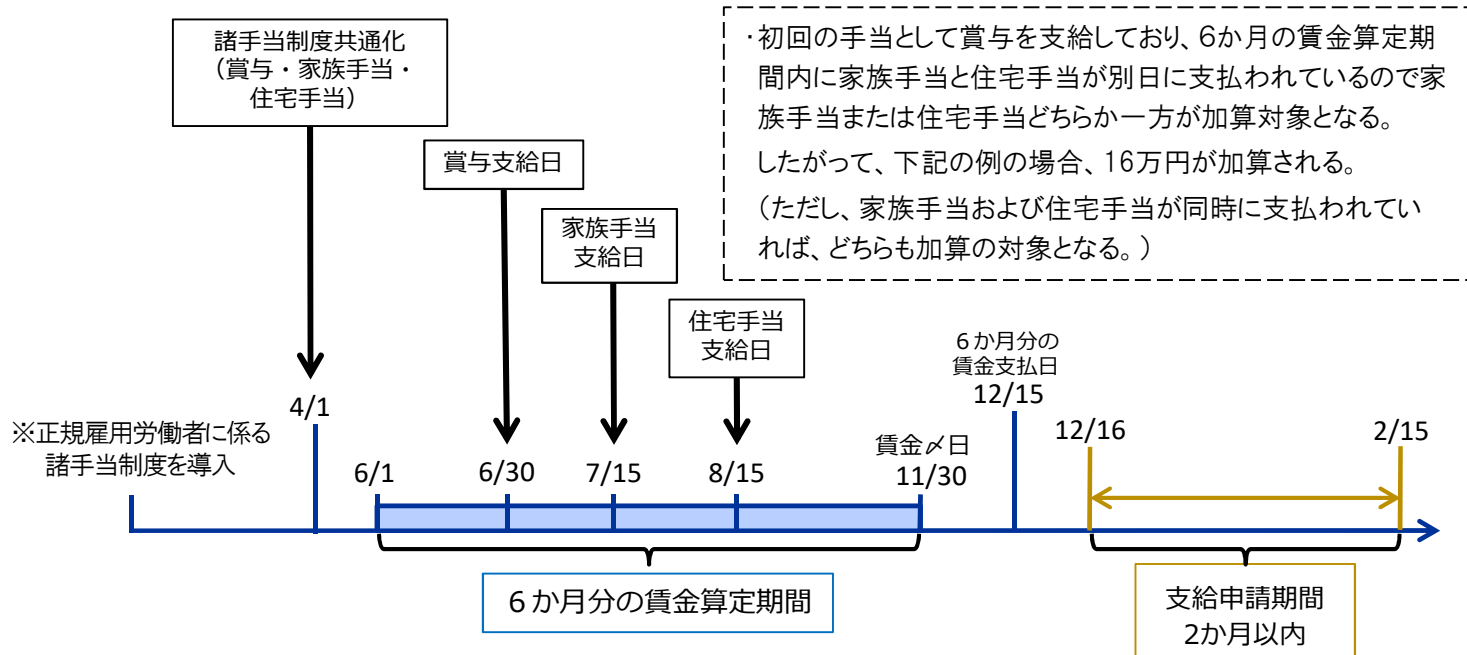 諸手当制度共通化
（賞与・家族手当・
住宅手当）
・初回の手当として賞与を支給しており、6か月の賃金算定期
間内に家族手当と住宅手当が別日に支払われているので家
族手当または住宅手当どちらか一方が加算対象となる。
したがって、下記の例の場合、16万円が加算される。
（ただし、家族手当および住宅手当が同時に支払われてい
れば、どちらも加算の対象となる。）
賞与支給日
家族手当
支給日
住宅手当
支給日
６か月分の
賃金支払日
12/15
4/1
※正規雇用労働者に係る
諸手当制度を導入
6/1
6/30
7/15
8/15
賃金〆日
11/30
12/16
2/15
６か月分の賃金算定期間
支給申請期間
2か月以内